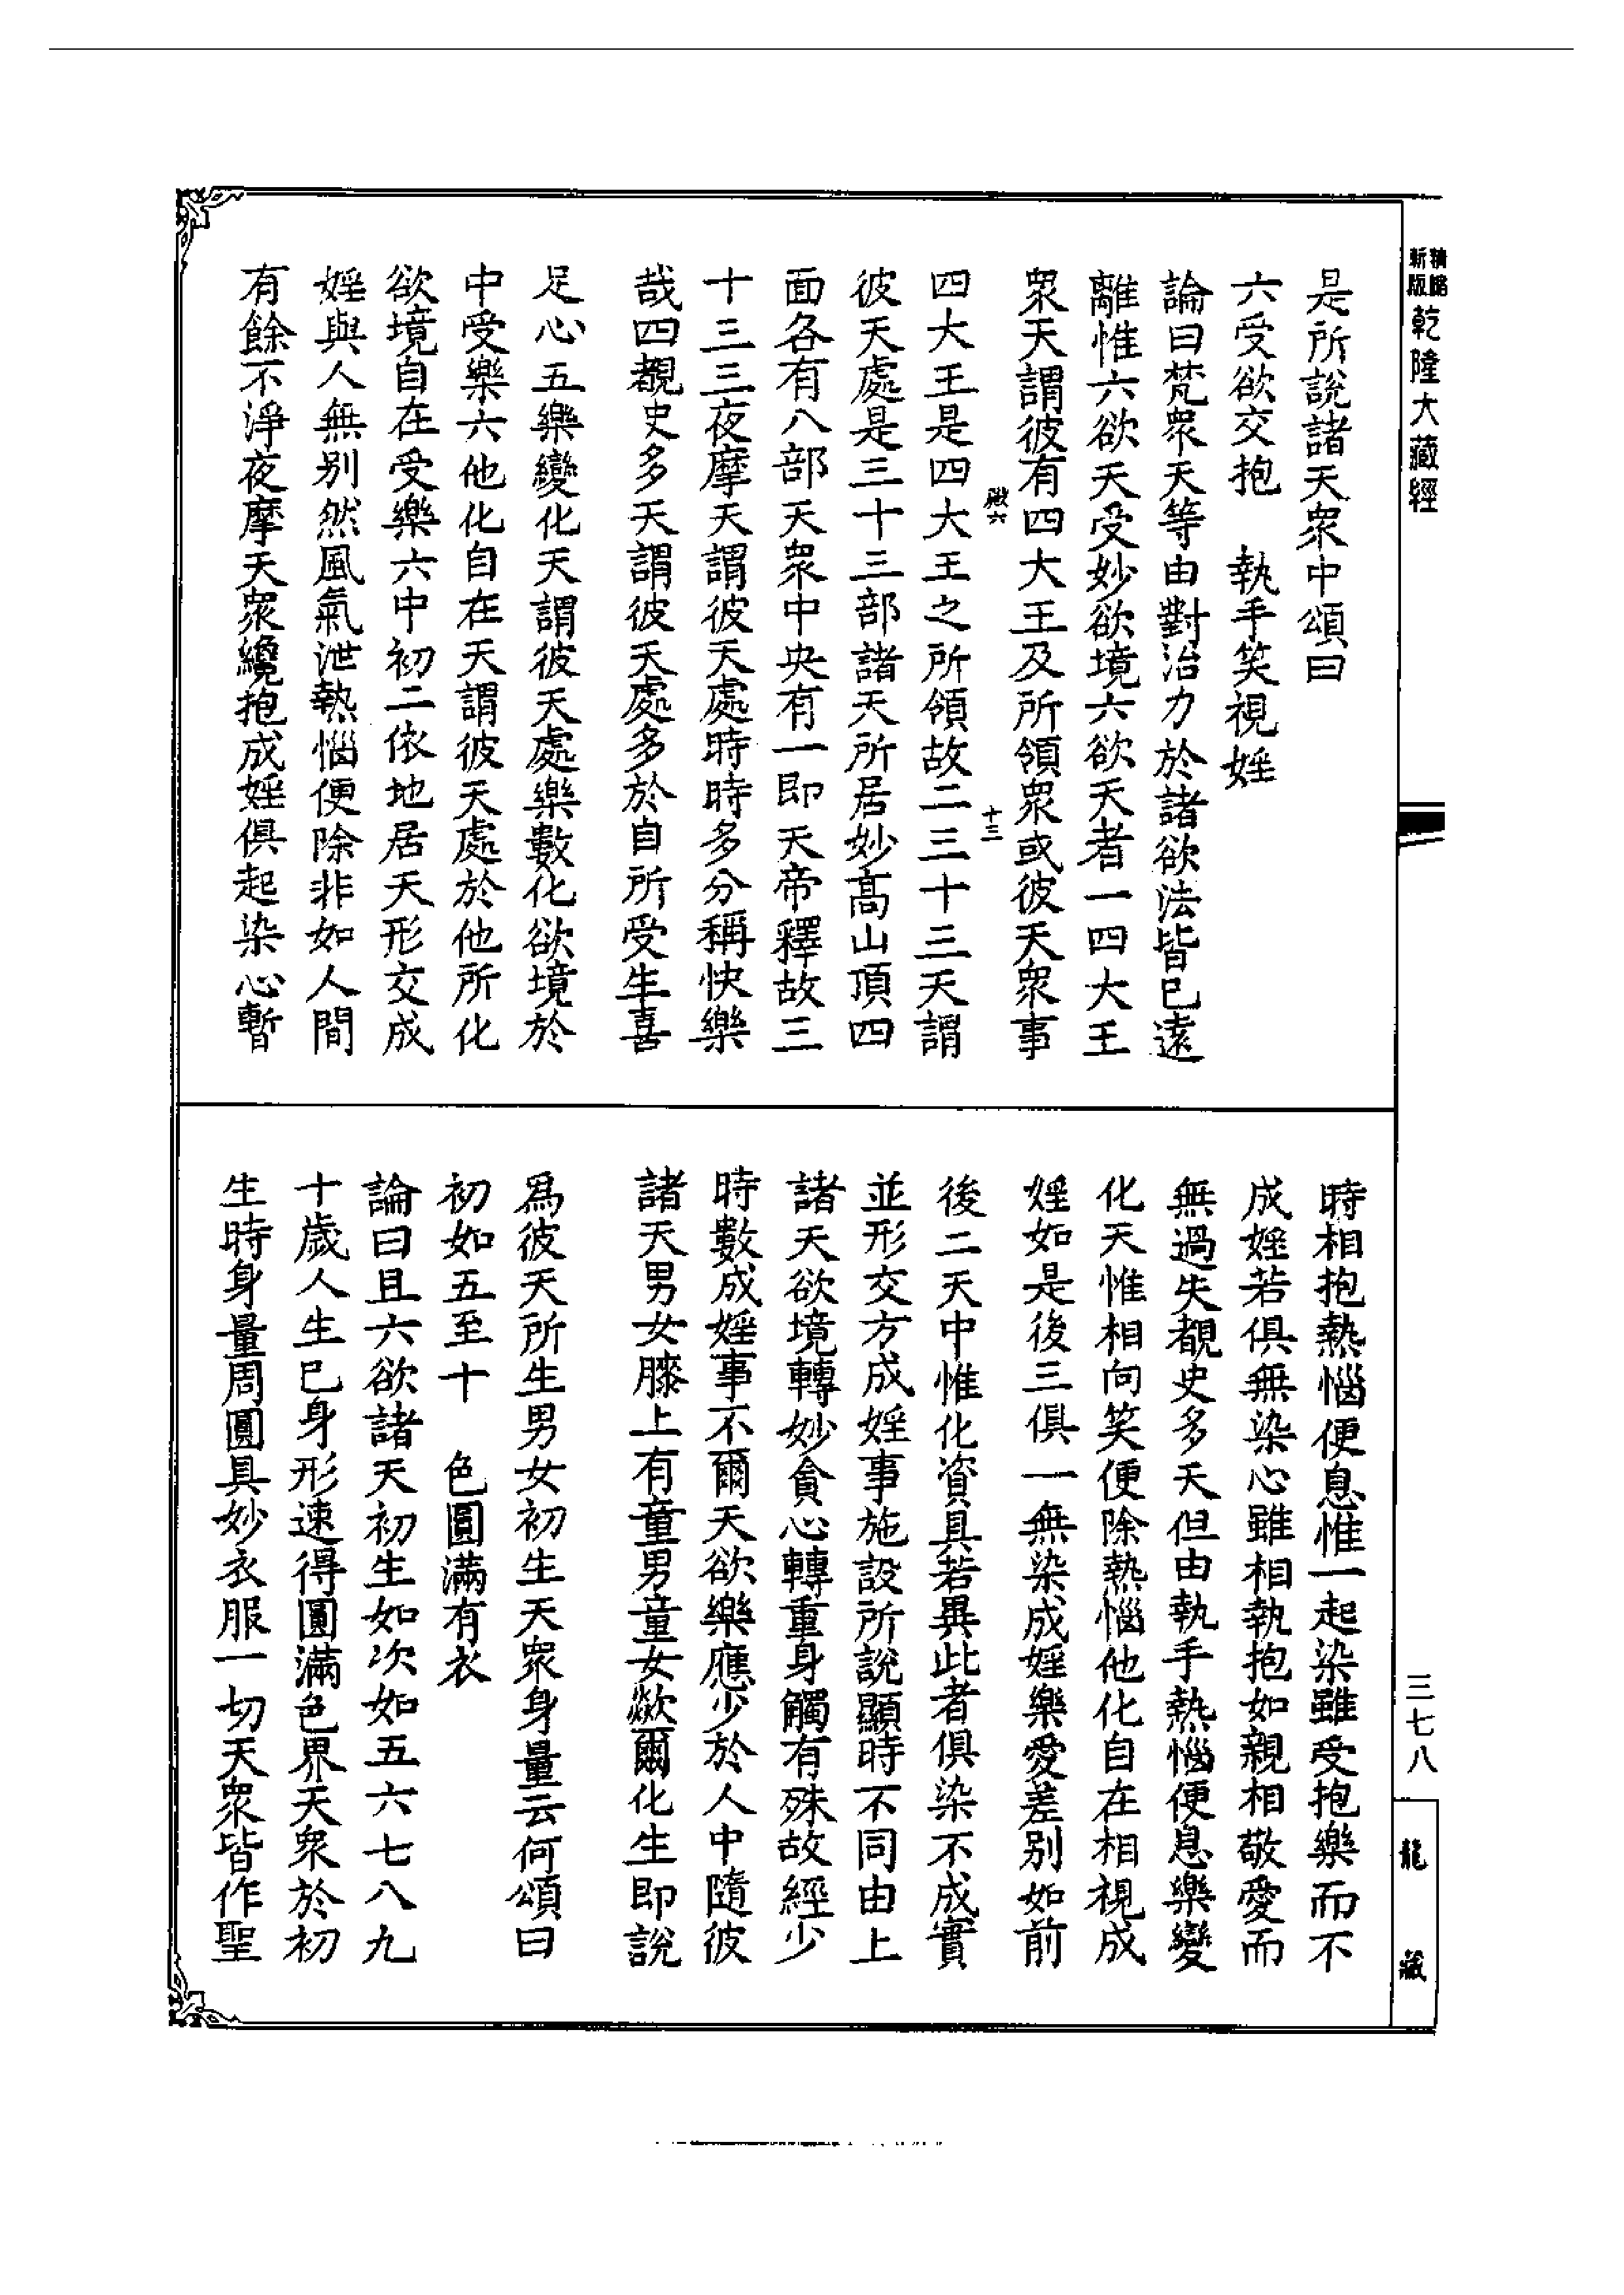 新版精縮
乾隆大藏經
是所說諸天衆中頌曰
六受欲交抱　執手笑視婬
論曰梵衆天等由對治力於諸欲法皆已遠
離惟六欲天受妙欲境六欲天者一四大王
衆天謂彼有四大王及所領衆或彼天衆事
殿六
十三
四大王是四大王之所領故二三十三天謂
彼天處是三十三部諸天所居妙高山頂四
面各有八部天衆中央有一即天帝釋故三
十三三夜摩天謂彼天處時時多分稱快樂
哉四覩史多天謂彼天處多於自所受生喜
足心五樂變化天謂彼天處樂數化欲境於
中受樂六他化自在天謂彼天處於他所化
欲境自在受樂六中初二依地居天形交成
婬與人無别然風氣泄熱惱便除非如人間
有餘不淨夜摩天衆纔抱成婬俱起染心暫
時相抱熱惱便息惟一起染雖受抱樂而不
成婬若俱無染心雖相執抱如親相敬愛而
無過失覩史多天但由執手熱惱便息樂變
化天惟相向笑便除熱惱他化自在相視成
婬如是後三俱一無染成婬樂愛差别如前
後二天中惟化資具若異此者俱染不成實
並形交方成婬事施設所說顯時不同由上
諸天欲境轉妙貪心轉重身觸有殊故經少
時數成婬事不爾天欲樂應少於人中隨彼
諸天男女膝上有童男童女欻爾化生即說
爲彼天所生男女初生天衆身量云何頌曰
初如五至十　色圓滿有衣
論曰且六欲諸天初生如次如五六七八九
十歲人生已身形速得圓滿色界天衆於初
生時身量周圓具妙衣服一切天衆皆作聖
三七八
龍藏